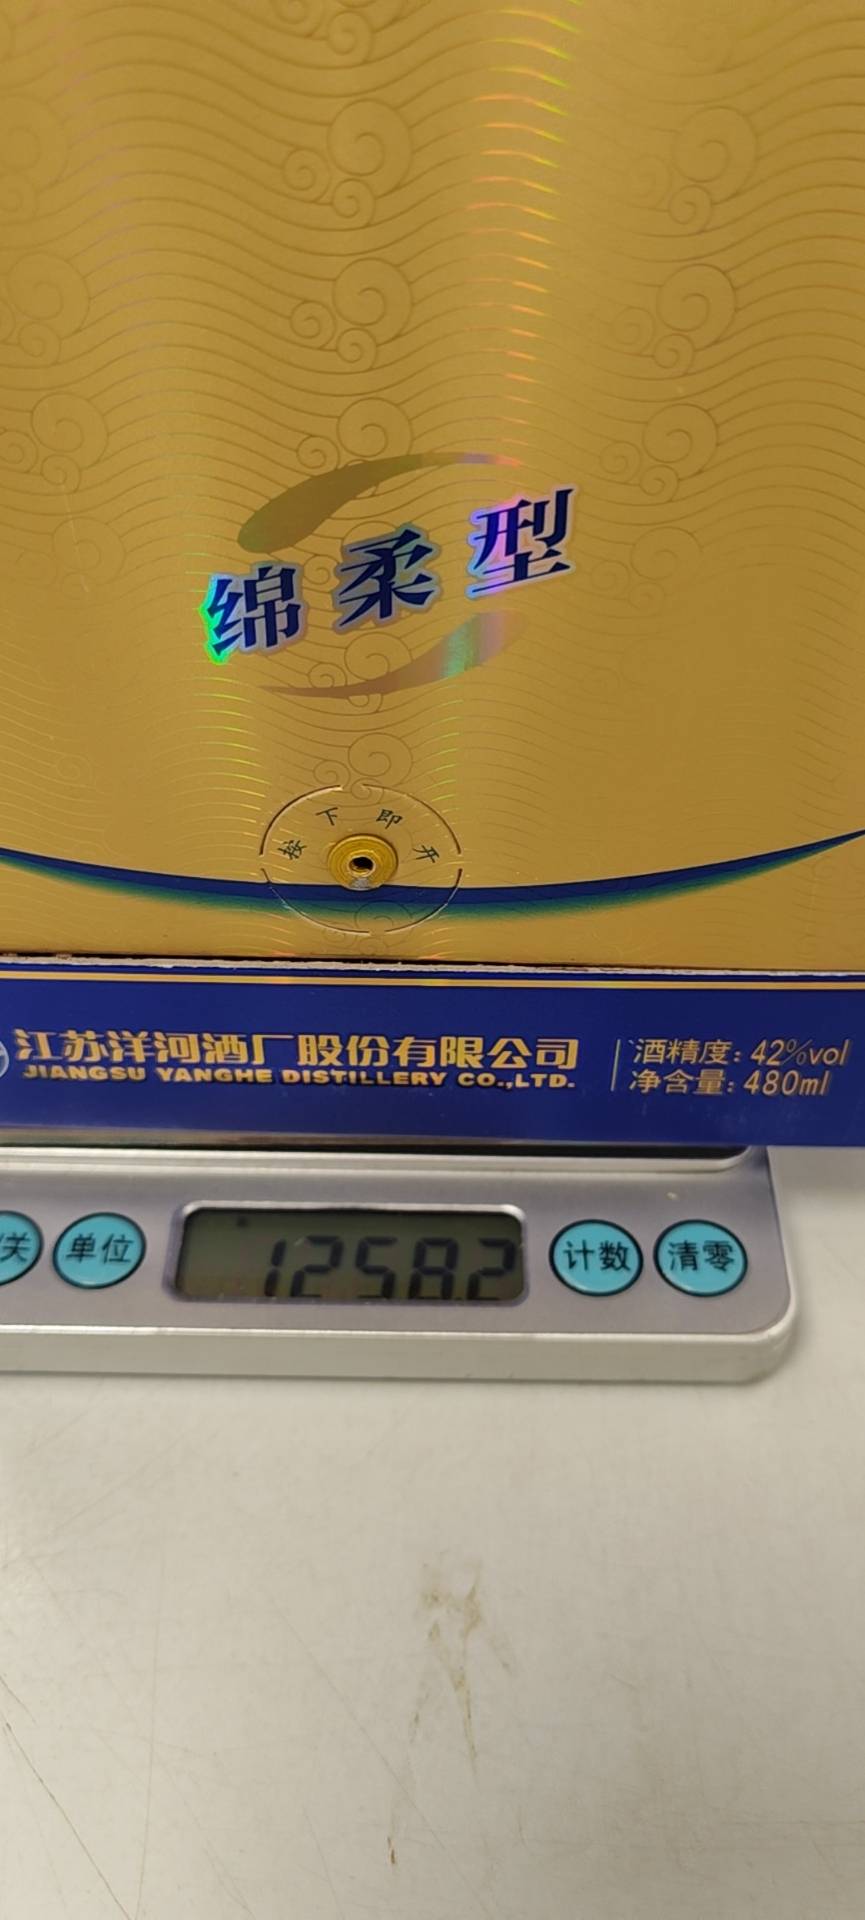 绵柔型
按下即开
江苏洋河酒厂股份有限公司
JIANGSU YANGHE DISTILLERY CO.,LTD.
酒精度: 42%vol
净含量: 480ml
关
单位
1258.2
计数
清零